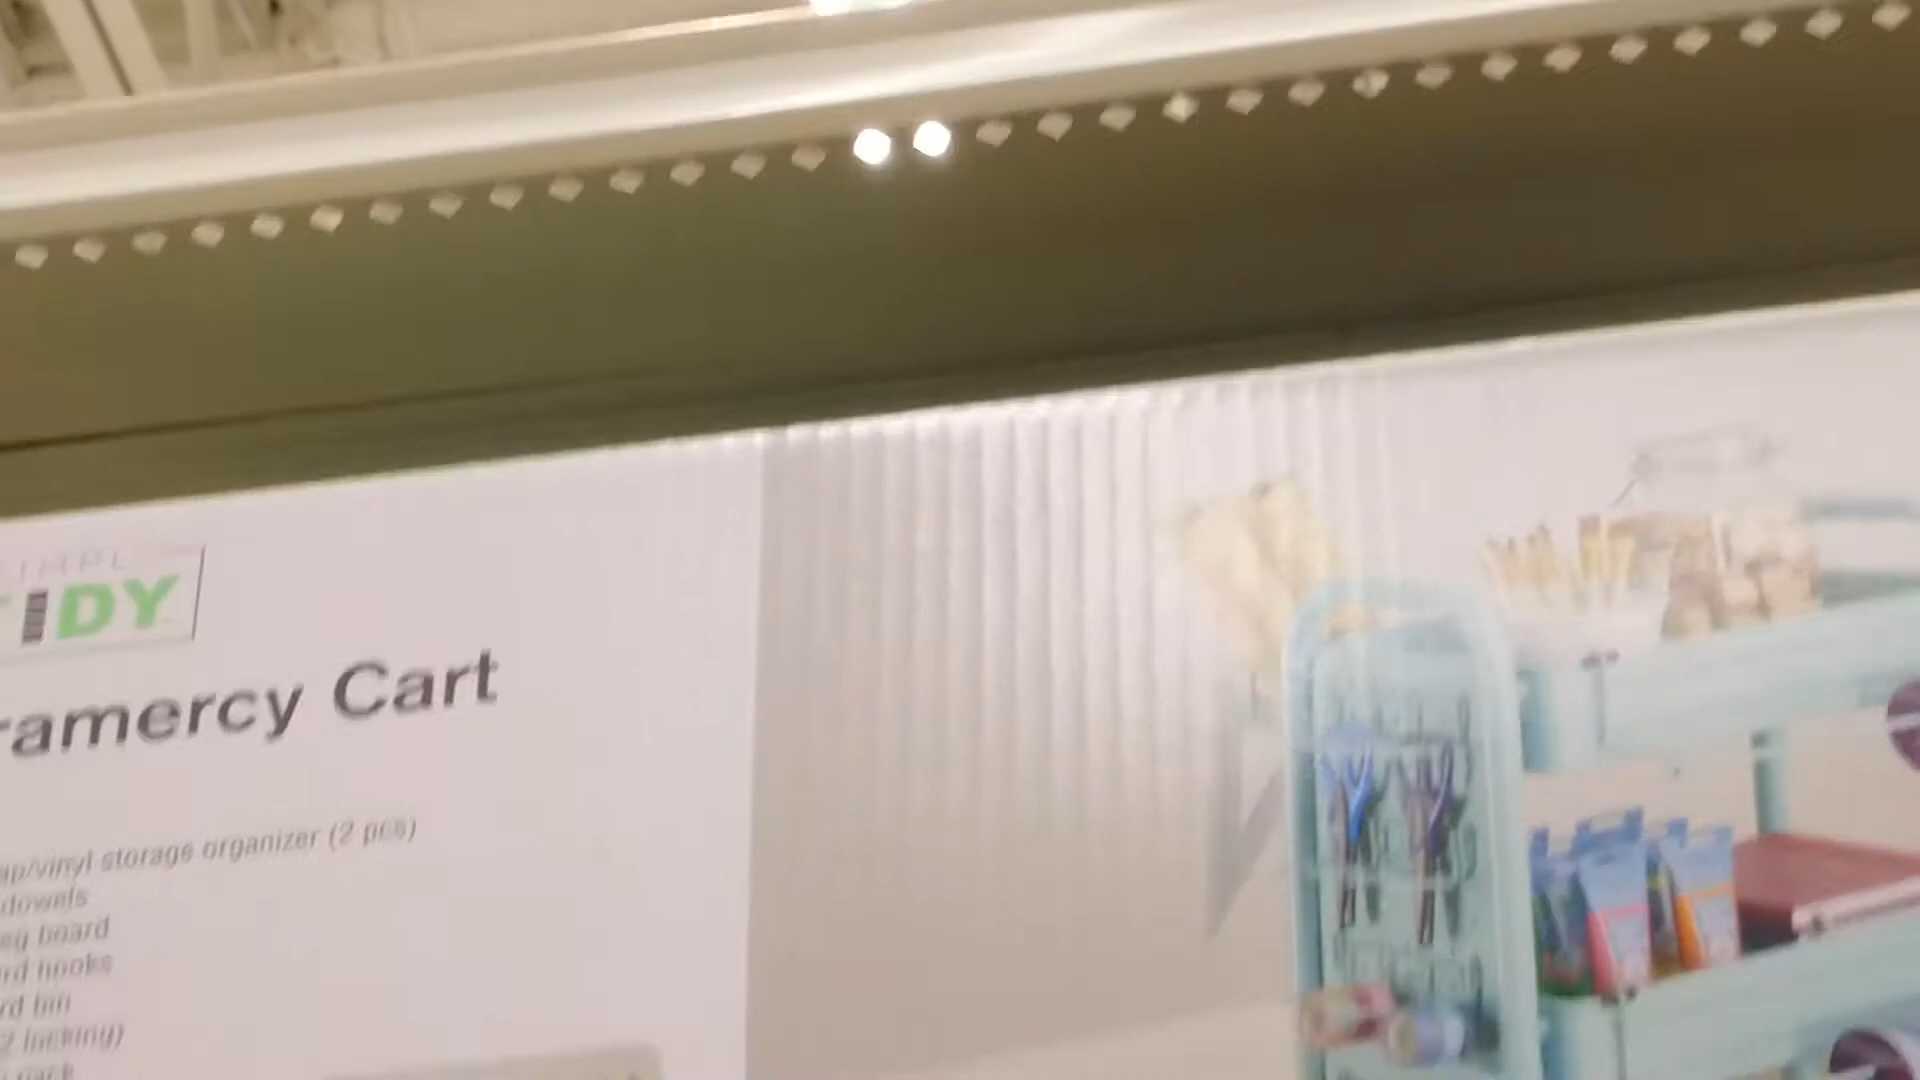 TIDY
ramercy Cart
ap/vinyl storage organizer (2 pcs)
dowels
eg board
rd hooks
rd bin
2 locking)